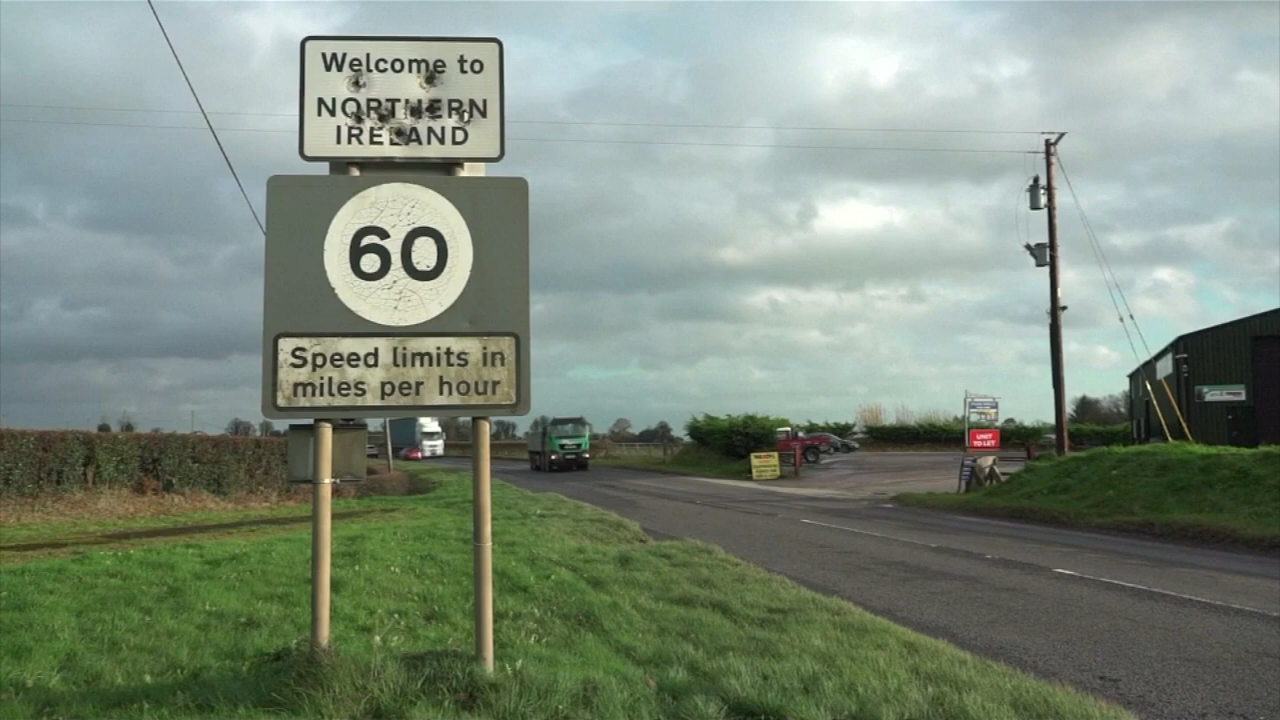 Welcome to
NORTHERN
IRELAND
60
Speed limits in
miles per hour
UNIT
TO LET